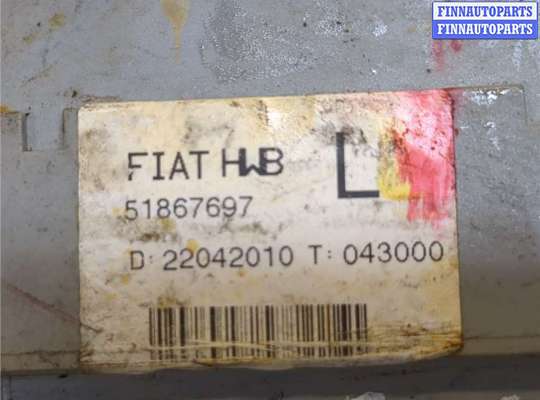 FINNAUTOPARTS
FINNAUTOPARTS
FIAT HWB L
51867697
D: 22042010 T: 043000